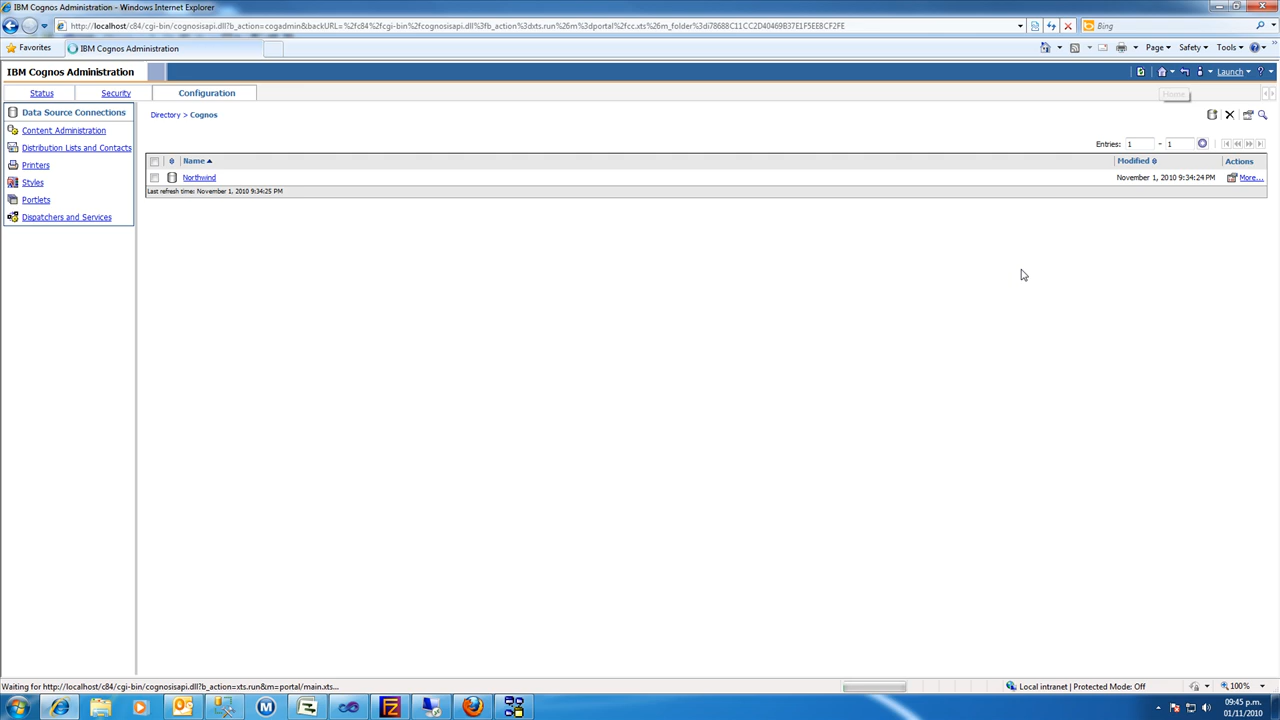 IBM Cognos Administration - Windows Internet Explorer
http://localhost/c84/cgi-bin/cognosisapi.dll?b_action=cogadmin&backURL=%2fc84%2fcgi-bin%2fcognosisapi.dll%3fb_action%3dxts.run%26m%3dportal%2fcc.xts%26m_folder%3di78688C11CC2D40469B37E1F5EE8CF2FE
Bing
Favorites
IBM Cognos Administration
Page
Safety
Tools
IBM Cognos Administration
Launch
Status
Security
Configuration
Home
Data Source Connections
Content Administration
Distribution Lists and Contacts
Printers
Styles
Portlets
Dispatchers and Services
Directory > Cognos
Entries: 1 - 1
Name
Modified
Actions
Northwind
November 1, 2010 9:34:24 PM
More...
Last refresh time: November 1, 2010 9:34:25 PM
Waiting for http://localhost/c84/cgi-bin/cognosisapi.dll?b_action=xts.run&m=portal/main.xts...
Local intranet | Protected Mode: Off
100%
09:45 p.m.
01/11/2010